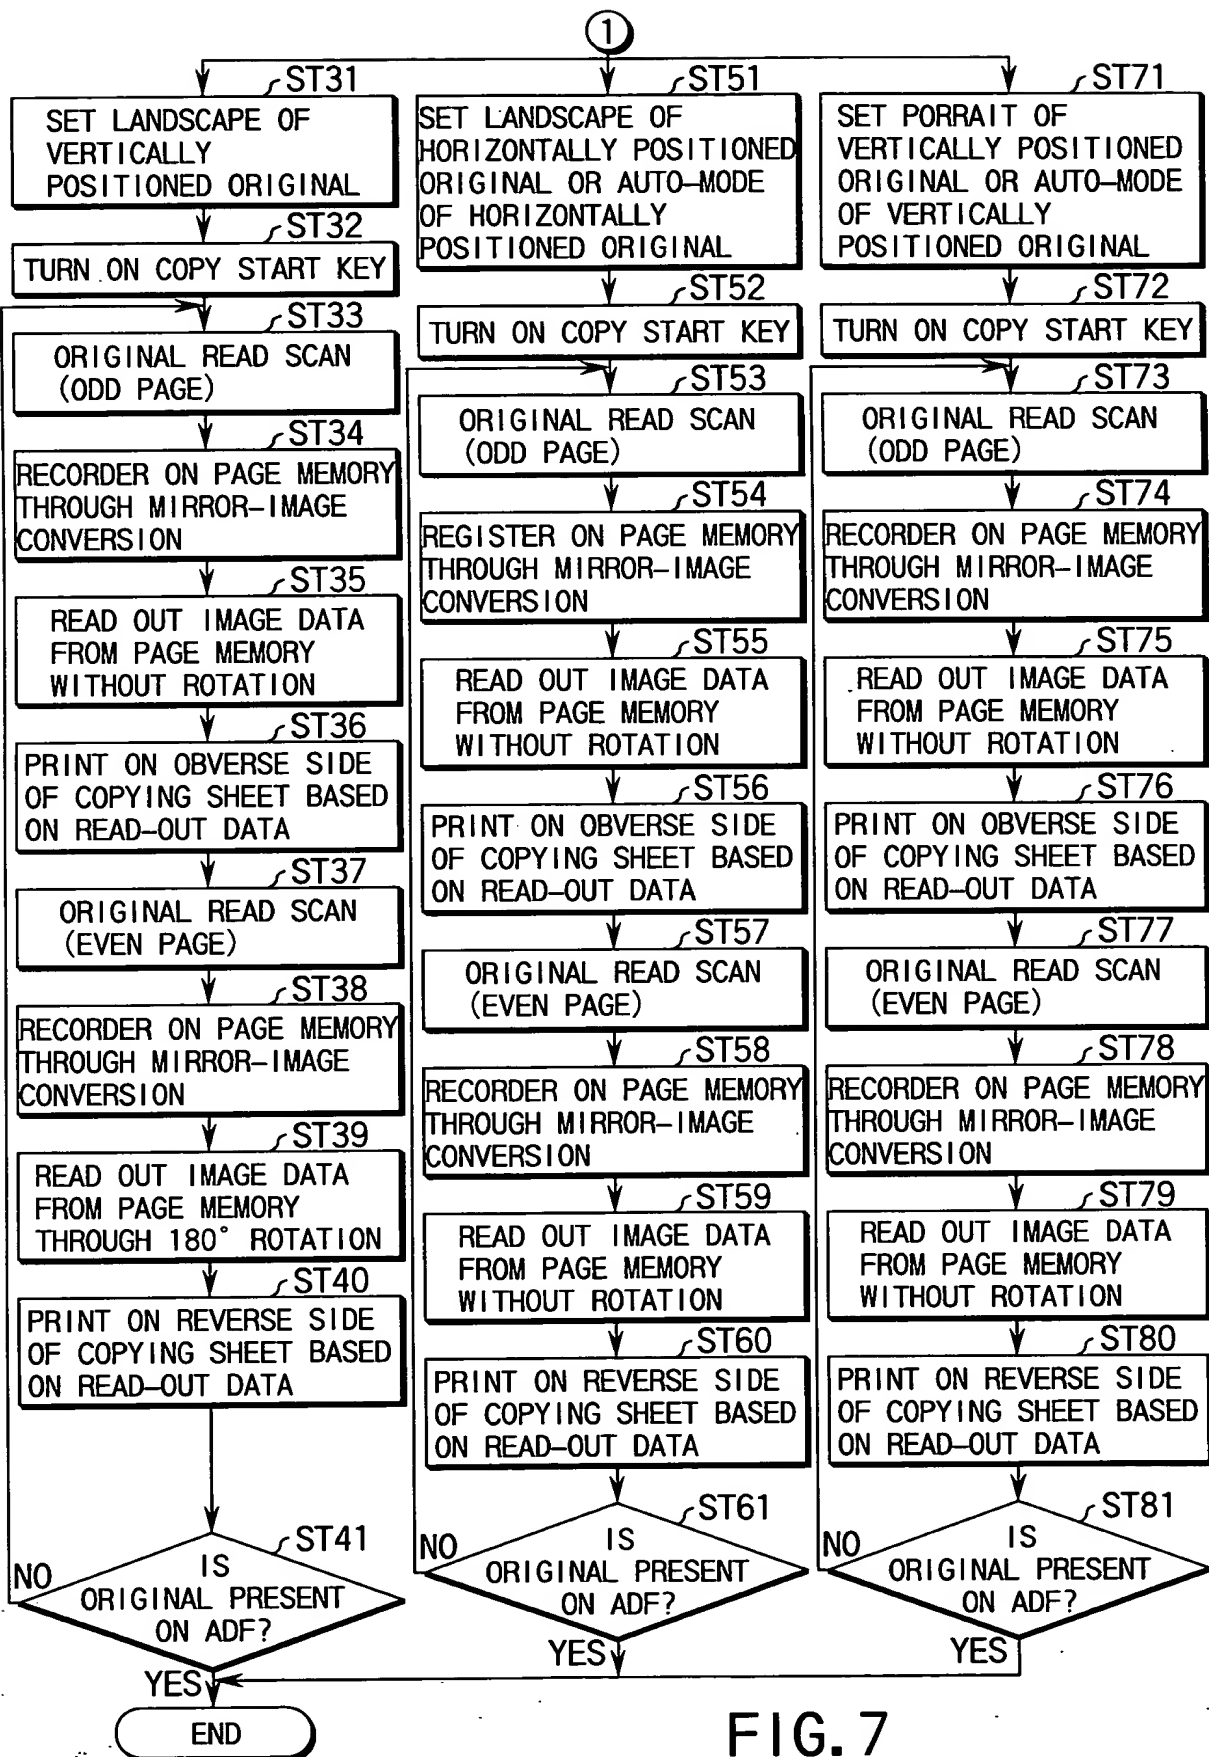 1
ST31
SET LANDSCAPE OF
VERTICALLY
POSITIONED ORIGINAL
ST32
TURN ON COPY START KEY
ST33
ORIGINAL READ SCAN
(ODD PAGE)
ST34
RECORDER ON PAGE MEMORY
THROUGH MIRROR-IMAGE
CONVERSION
ST35
READ OUT IMAGE DATA
FROM PAGE MEMORY
WITHOUT ROTATION
ST36
PRINT ON OBVERSE SIDE
OF COPYING SHEET BASED
ON READ-OUT DATA
ST37
ORIGINAL READ SCAN
(EVEN PAGE)
ST38
RECORDER ON PAGE MEMORY
THROUGH MIRROR-IMAGE
CONVERSION
ST39
READ OUT IMAGE DATA
FROM PAGE MEMORY
THROUGH 180° ROTATION
ST40
PRINT ON REVERSE SIDE
OF COPYING SHEET BASED
ON READ-OUT DATA
ST41
NO
IS
ORIGINAL PRESENT
ON ADF?
YES
END
ST51
SET LANDSCAPE OF
HORIZONTALLY POSITIONED
ORIGINAL OR AUTO-MODE
OF HORIZONTALLY
POSITIONED ORIGINAL
ST52
TURN ON COPY START KEY
ST53
ORIGINAL READ SCAN
(ODD PAGE)
ST54
REGISTER ON PAGE MEMORY
THROUGH MIRROR-IMAGE
CONVERSION
ST55
READ OUT IMAGE DATA
FROM PAGE MEMORY
WITHOUT ROTATION
ST56
PRINT ON OBVERSE SIDE
OF COPYING SHEET BASED
ON READ-OUT DATA
ST57
ORIGINAL READ SCAN
(EVEN PAGE)
ST58
RECORDER ON PAGE MEMORY
THROUGH MIRROR-IMAGE
CONVERSION
ST59
READ OUT IMAGE DATA
FROM PAGE MEMORY
WITHOUT ROTATION
ST60
PRINT ON REVERSE SIDE
OF COPYING SHEET BASED
ON READ-OUT DATA
ST61
NO
IS
ORIGINAL PRESENT
ON ADF?
YES
ST71
SET PORRAIT OF
VERTICALLY POSITIONED
ORIGINAL OR AUTO-MODE
OF VERTICALLY
POSITIONED ORIGINAL
ST72
TURN ON COPY START KEY
ST73
ORIGINAL READ SCAN
(ODD PAGE)
ST74
RECORDER ON PAGE MEMORY
THROUGH MIRROR-IMAGE
CONVERSION
ST75
READ OUT IMAGE DATA
FROM PAGE MEMORY
WITHOUT ROTATION
ST76
PRINT ON OBVERSE SIDE
OF COPYING SHEET BASED
ON READ-OUT DATA
ST77
ORIGINAL READ SCAN
(EVEN PAGE)
ST78
RECORDER ON PAGE MEMORY
THROUGH MIRROR-IMAGE
CONVERSION
ST79
READ OUT IMAGE DATA
FROM PAGE MEMORY
WITHOUT ROTATION
ST80
PRINT ON REVERSE SIDE
OF COPYING SHEET BASED
ON READ-OUT DATA
ST81
NO
IS
ORIGINAL PRESENT
ON ADF?
YES
FIG. 7